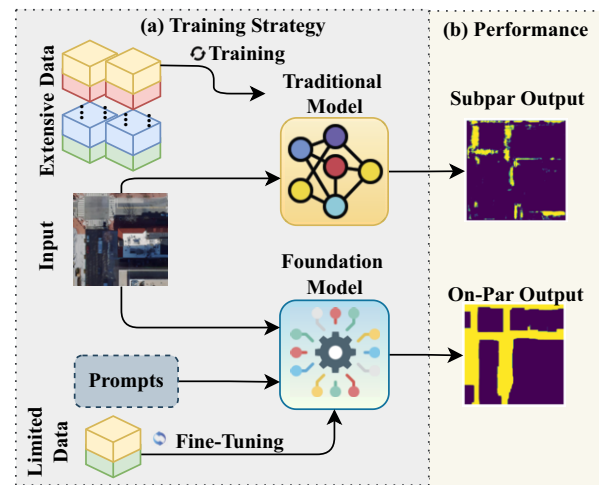 (a) Training Strategy
(b) Performance
Extensive Data
Training
Traditional
Model
Subpar Output
Input
Foundation
Model
On-Par Output
Prompts
Limited
Data
Fine-Tuning